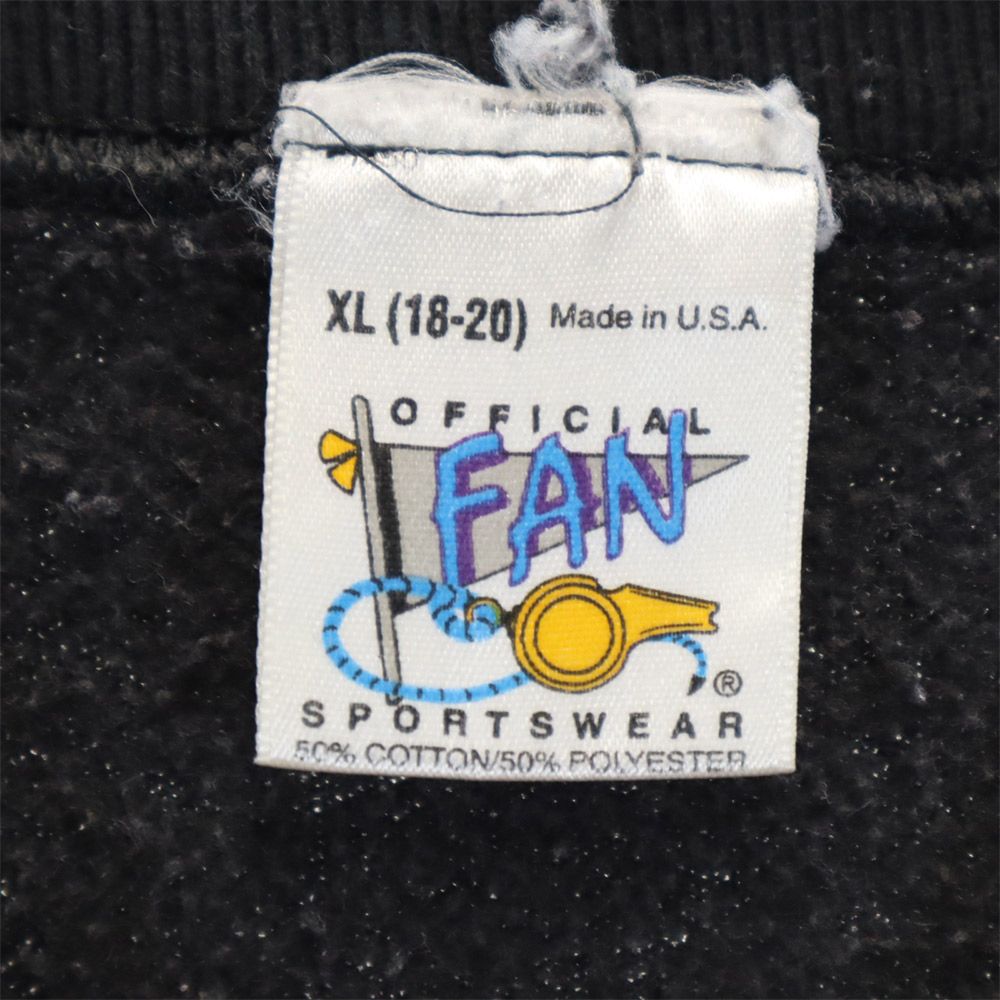 XL (18-20) Made in U.S.A.
OFFICIAL
FAN
®
SPORTSWEAR
50% COTTON/50% POLYESTER